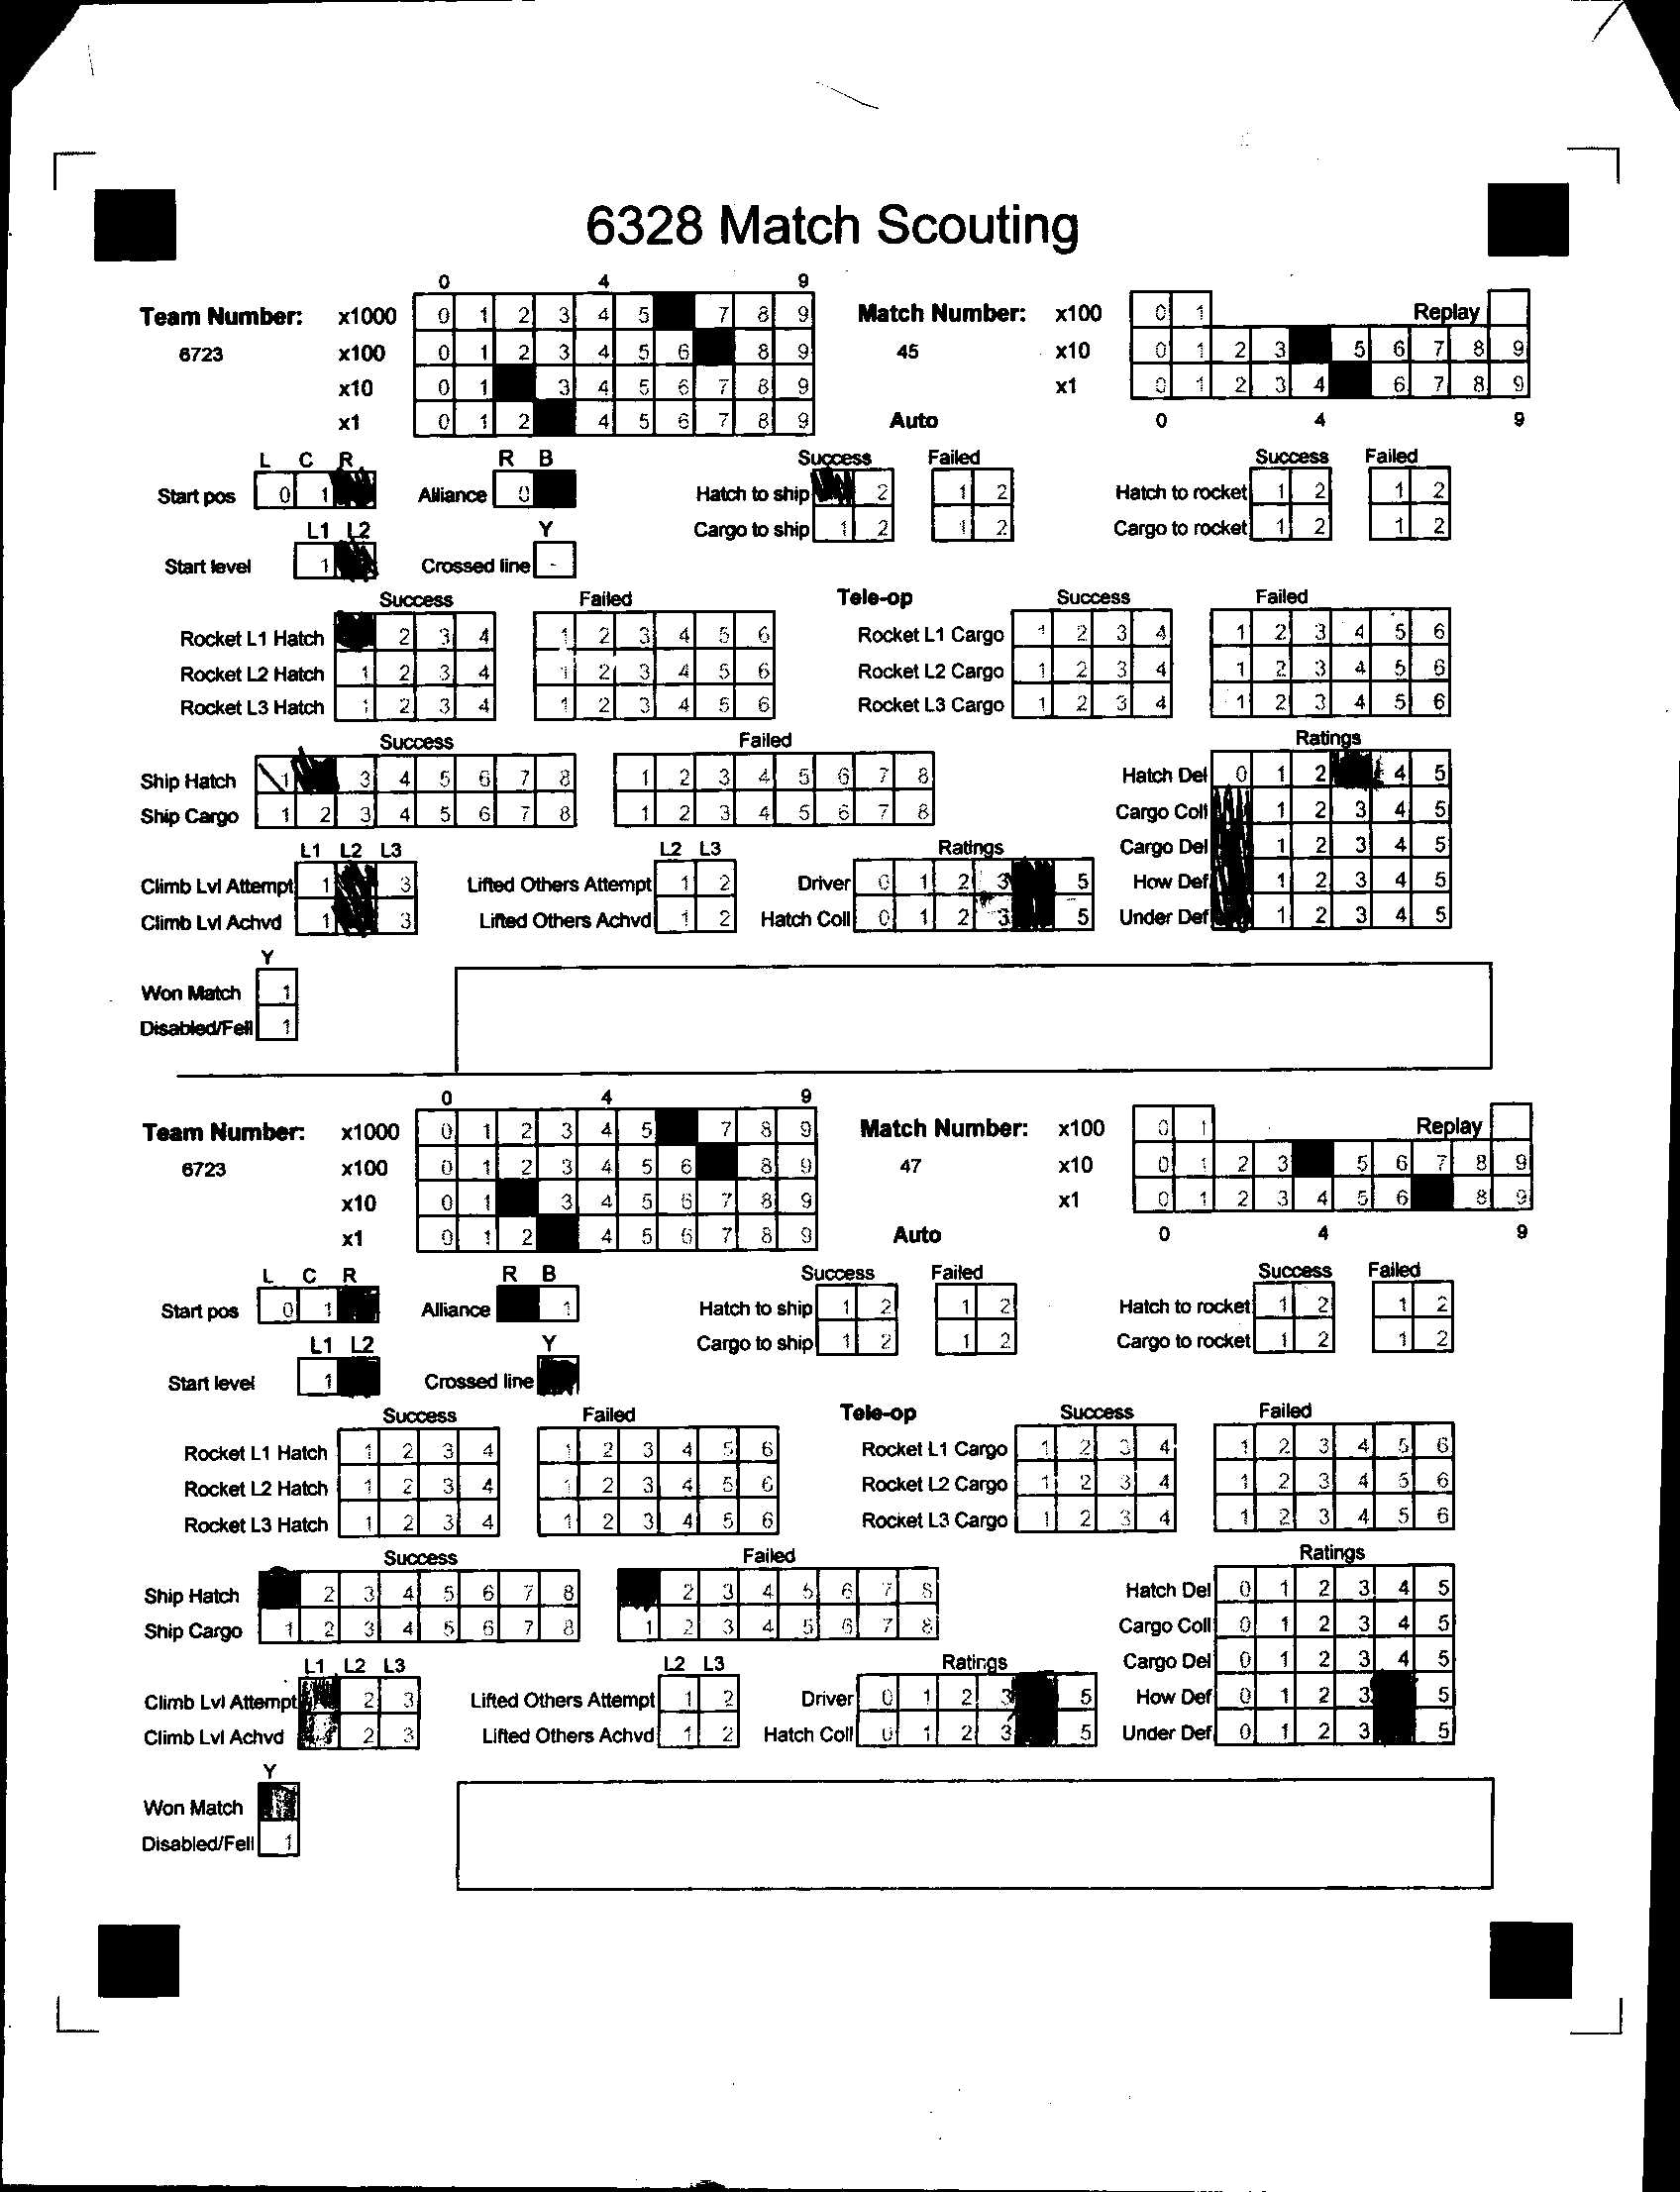 6328 Match Scouting
0 4 9
Team Number: x1000 0 1 2 3 4 5 7 8 9 Match Number: x100 0 1 Replay
6723 x100 0 1 2 3 4 5 6 8 9 45 x10 0 1 2 3 5 6 7 8 9
x10 0 1 3 4 5 6 7 8 9 x1 0 1 2 3 4 6 7 8 9
x1 0 1 2 4 5 6 7 8 9 Auto 0 4 9
L C R R B Success Failed Success Failed
Start pos 0 1 Alliance 0 Hatch to ship 2 1 2 Hatch to rocket 1 2 1 2
L1 L2 Y Cargo to ship 1 2 1 2 Cargo to rocket 1 2 1 2
Start level 1 Crossed line -
Success Failed Tele-op Success Failed
Rocket L1 Hatch 2 3 4 1 2 3 4 5 6 Rocket L1 Cargo 1 2 3 4 1 2 3 4 5 6
Rocket L2 Hatch 1 2 3 4 1 2 3 4 5 6 Rocket L2 Cargo 1 2 3 4 1 2 3 4 5 6
Rocket L3 Hatch 1 2 3 4 1 2 3 4 5 6 Rocket L3 Cargo 1 2 3 4 1 2 3 4 5 6
Success Failed Ratings
Ship Hatch 1 3 4 5 6 7 8 1 2 3 4 5 6 7 8 Hatch Del 0 1 2 4 5
Ship Cargo 1 2 3 4 5 6 7 8 1 2 3 4 5 6 7 8 Cargo Coll 1 2 3 4 5
L1 L2 L3 L2 L3 Ratings Cargo Del 1 2 3 4 5
Climb Lvl Attempt 1 3 Lifted Others Attempt 1 2 Driver 0 1 2 3 5 How Def 1 2 3 4 5
Climb Lvl Achvd 1 3 Lifted Others Achvd 1 2 Hatch Coll 0 1 2 3 5 Under Def 1 2 3 4 5
Y
Won Match 1
Disabled/Fell 1
0 4 9
Team Number: x1000 0 1 2 3 4 5 7 8 9 Match Number: x100 0 1 Replay
6723 x100 0 1 2 3 4 5 6 8 9 47 x10 0 1 2 3 5 6 7 8 9
x10 0 1 3 4 5 6 7 8 9 x1 0 1 2 3 4 5 6 8 9
x1 0 1 2 4 5 6 7 8 9 Auto 0 4 9
L C R R B Success Failed Success Failed
Start pos 0 1 Alliance 1 Hatch to ship 1 2 1 2 Hatch to rocket 1 2 1 2
L1 L2 Y Cargo to ship 1 2 1 2 Cargo to rocket 1 2 1 2
Start level 1 Crossed line
Success Failed Tele-op Success Failed
Rocket L1 Hatch 1 2 3 4 1 2 3 4 5 6 Rocket L1 Cargo 1 2 3 4 1 2 3 4 5 6
Rocket L2 Hatch 1 2 3 4 1 2 3 4 5 6 Rocket L2 Cargo 1 2 3 4 1 2 3 4 5 6
Rocket L3 Hatch 1 2 3 4 1 2 3 4 5 6 Rocket L3 Cargo 1 2 3 4 1 2 3 4 5 6
Success Failed Ratings
Ship Hatch 2 3 4 5 6 7 8 2 3 4 5 6 7 8 Hatch Del 0 1 2 3 4 5
Ship Cargo 1 2 3 4 5 6 7 8 1 2 3 4 5 6 7 8 Cargo Coll 0 1 2 3 4 5
L1 L2 L3 L2 L3 Ratings Cargo Del 0 1 2 3 4 5
Climb Lvl Attempt 2 3 Lifted Others Attempt 1 2 Driver 0 1 2 3 5 How Def 0 1 2 3 5
Climb Lvl Achvd 2 3 Lifted Others Achvd 1 2 Hatch Coll 0 1 2 3 5 Under Def 0 1 2 3 5
Y
Won Match
Disabled/Fell 1